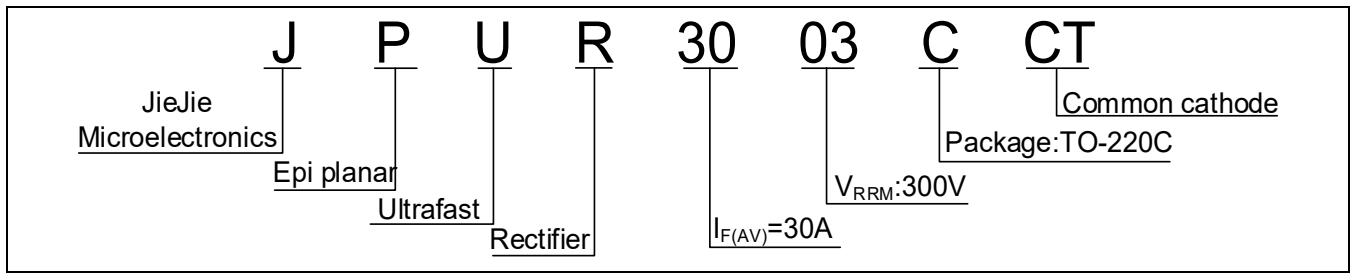 J P U R 30 03 C CT
JieJie
Microelectronics
Common cathode
Package:TO-220C
Epi planar
VRRM:300V
Ultrafast
IF(AV)=30A
Rectifier